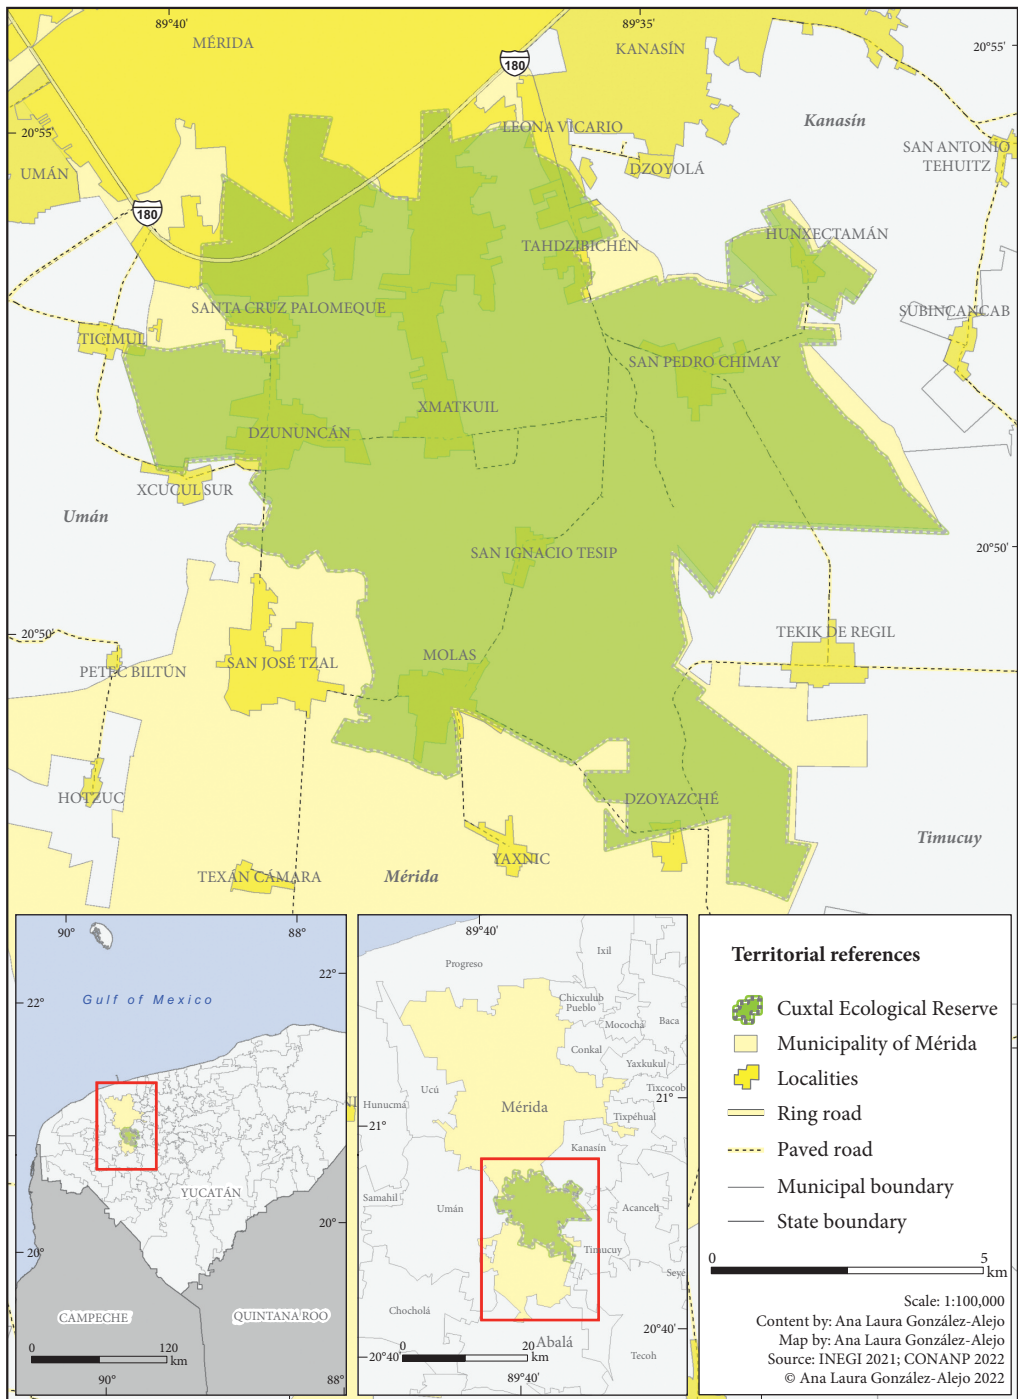 89°40'
89°35'
MÉRIDA
KANASÍN
20°55'
180
Kanasín
LEONA VICARIO
20°55'
SAN ANTONIO
TEHUITZ
UMÁN
DZOYOLÁ
180
HUNXECTAMÁN
TAHDZIBICHÉN
SANTA CRUZ PALOMEQUE
SUBINCANCAB
TICIMUL
SAN PEDRO CHIMAY
XMATKUIL
DZUNUNCÁN
XCUCUL SUR
Umán
20°50'
SAN IGNACIO TESIP
20°50'
TEKIK DE REGIL
MOLAS
SAN JOSÉ TZAL
PETEC BILTÚN
HOTZUC
DZOYAZCHÉ
Timucuy
YAXNIC
TEXÁN CÁMARA
Mérida
90°
88°
22°
22°
Gulf of Mexico
YUCATÁN
20°
20°
CAMPECHE
QUINTANA ROO
0
120
km
90°
88°
89°40'
Ixil
Progreso
Chicxulub
Pueblo
Mocochá
Baca
Conkal
Yaxkukul
Ucú
Tixcocob
Hunucmá
Mérida
21°
Tixpéhual
21°
Kanasín
Samahil
Umán
Acanceh
Timucuy
Seyé
Chocholá
Abalá
20°40'
Tecoh
20°40'
0
20
km
89°40'
Territorial references
Cuxtal Ecological Reserve
Municipality of Mérida
Localities
Ring road
Paved road
Municipal boundary
State boundary
0
5
km
Scale: 1:100,000
Content by: Ana Laura González-Alejo
Map by: Ana Laura González-Alejo
Source: INEGI 2021; CONANP 2022
© Ana Laura González-Alejo 2022